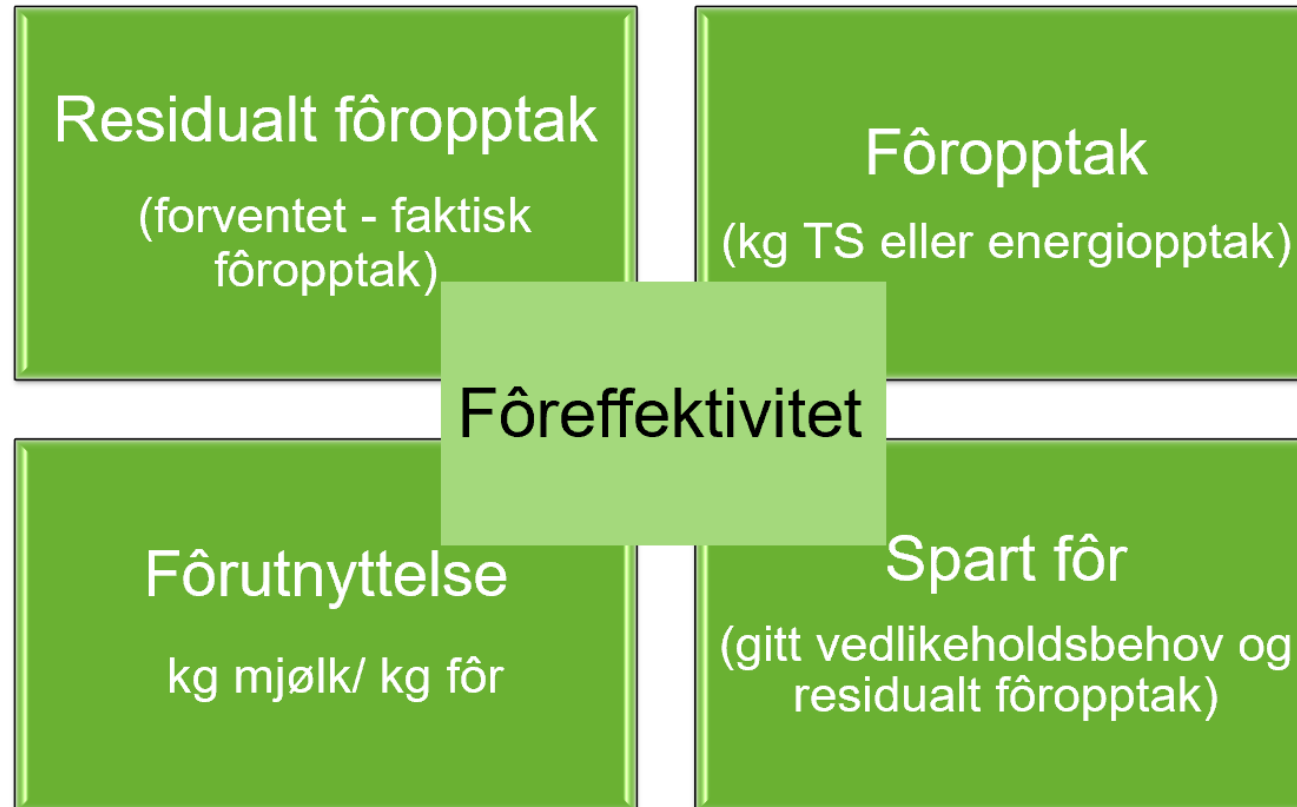 Residualt fôropptak
(forventet - faktisk
fôropptak)
Fôropptak
(kg TS eller energiopptak)
Fôreffektivitet
Fôrutnyttelse
kg mjølk/ kg fôr
Spart fôr
(gitt vedlikeholdsbehov og
residualt fôropptak)